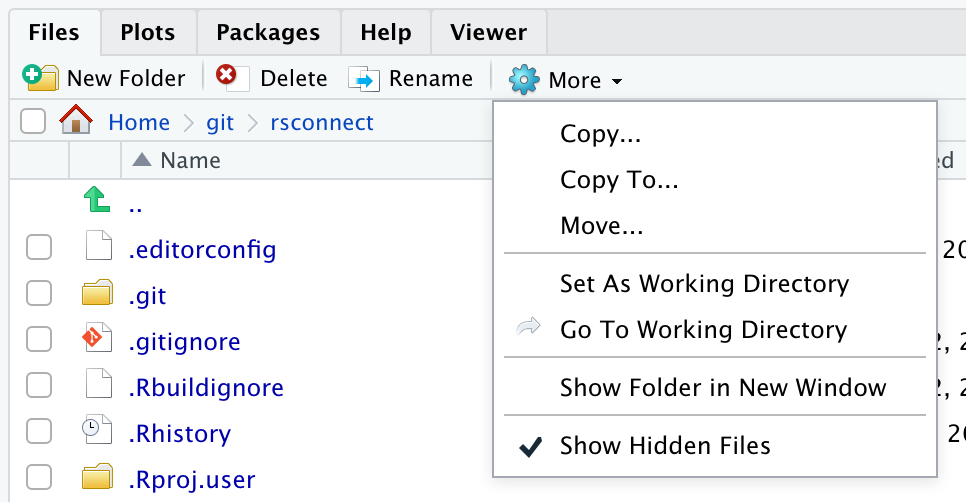 Files Plots Packages Help Viewer
New Folder Delete Rename More
Home git rsconnect
Name
Copy...
Copy To...
Move...
Set As Working Directory
Go To Working Directory
Show Folder in New Window
Show Hidden Files
..
.editorconfig
.git
.gitignore
.Rbuildignore
.Rhistory
.Rproj.user